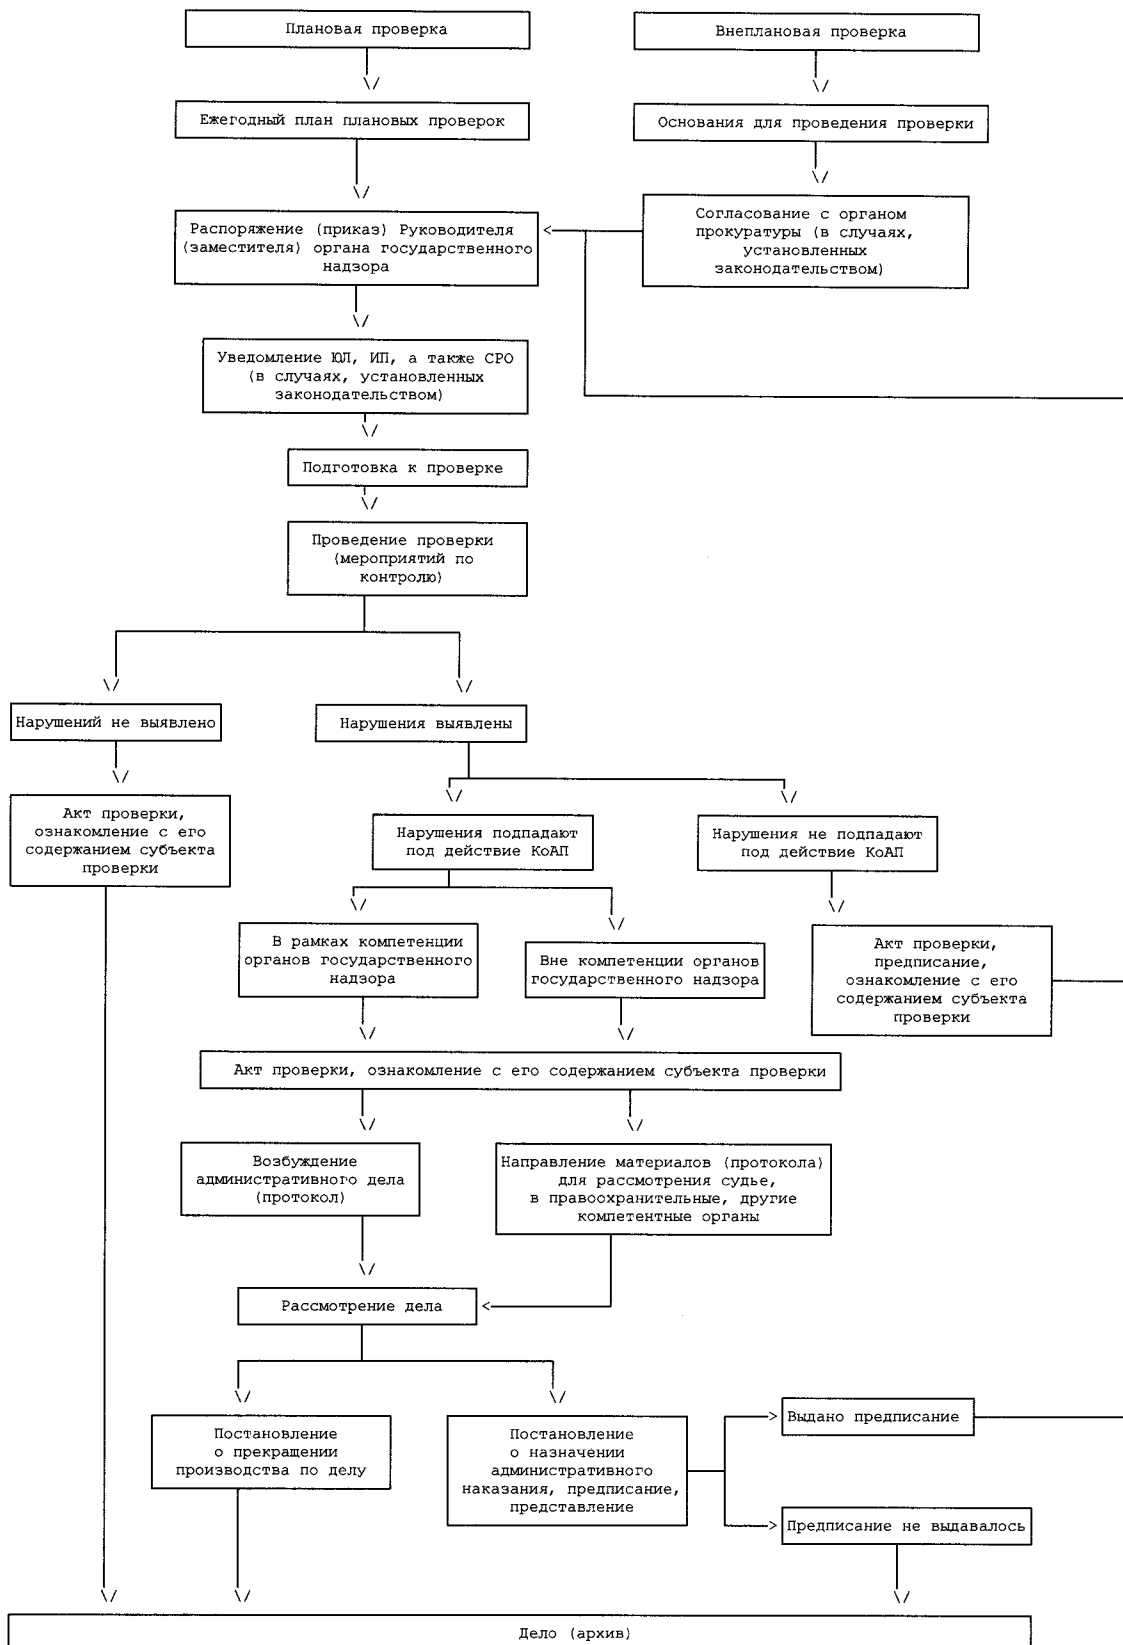 Плановая проверка
Внеплановая проверка
Ежегодный план плановых проверок
Основания для проведения проверки
Распоряжение (приказ) Руководителя
(заместителя) органа государственного
надзора
Согласование с органом
прокуратуры (в случаях,
установленных
законодательством)
Уведомление ЮЛ, ИП, а также СРО
(в случаях, установленных
законодательством)
Подготовка к проверке
Проведение проверки
(мероприятий по
контролю)
Нарушений не выявлено
Нарушения выявлены
Акт проверки,
ознакомление с его
содержанием субъекта
проверки
Нарушения подпадают
под действие КоАП
Нарушения не подпадают
под действие КоАП
В рамках компетенции
органов государственного
надзора
Вне компетенции органов
государственного надзора
Акт проверки,
предписание,
ознакомление с его
содержанием субъекта
проверки
Акт проверки, ознакомление с его содержанием субъекта проверки
Возбуждение
административного дела
(протокол)
Направление материалов (протокола)
для рассмотрения судье,
в правоохранительные, другие
компетентные органы
Рассмотрение дела
Постановление
о прекращении
производства по делу
Постановление
о назначении
административного
наказания, предписание,
представление
Выдано предписание
Предписание не выдавалось
Дело (архив)